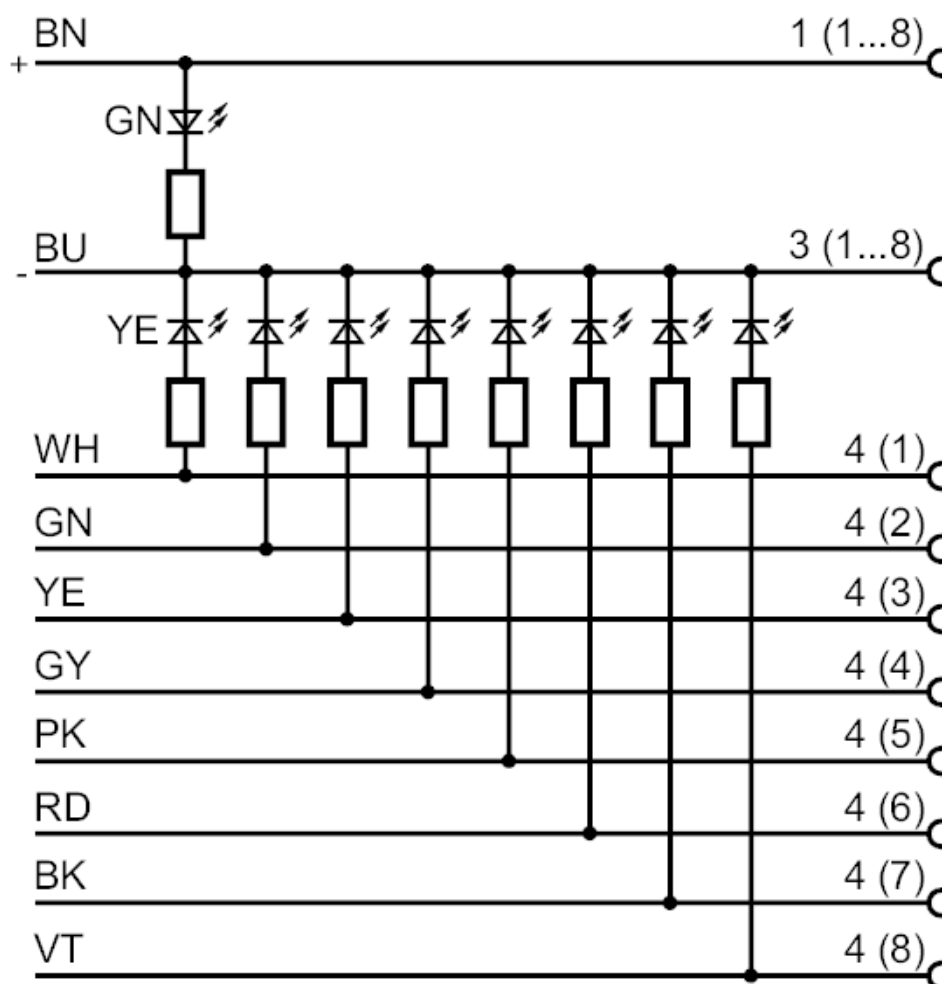 BN 1 (1...8)
+
GN
BU 3 (1...8)
-
YE
WH 4 (1)
GN 4 (2)
YE 4 (3)
GY 4 (4)
PK 4 (5)
RD 4 (6)
BK 4 (7)
VT 4 (8)